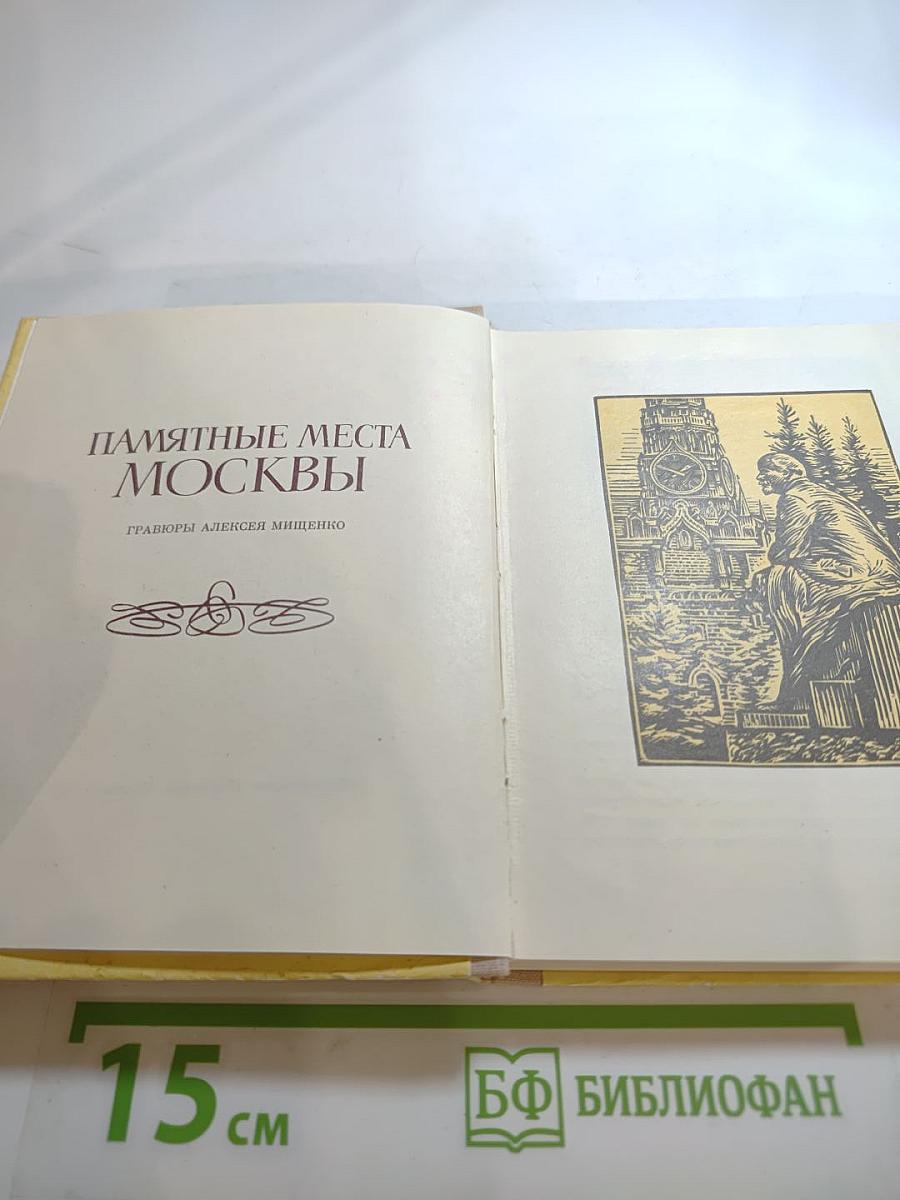 ПАМЯТНЫЕ МЕСТА
МОСКВЫ
ГРАВЮРЫ АЛЕКСЕЯ МИЩЕНКО
15 см
БФ БИБЛИОФАН